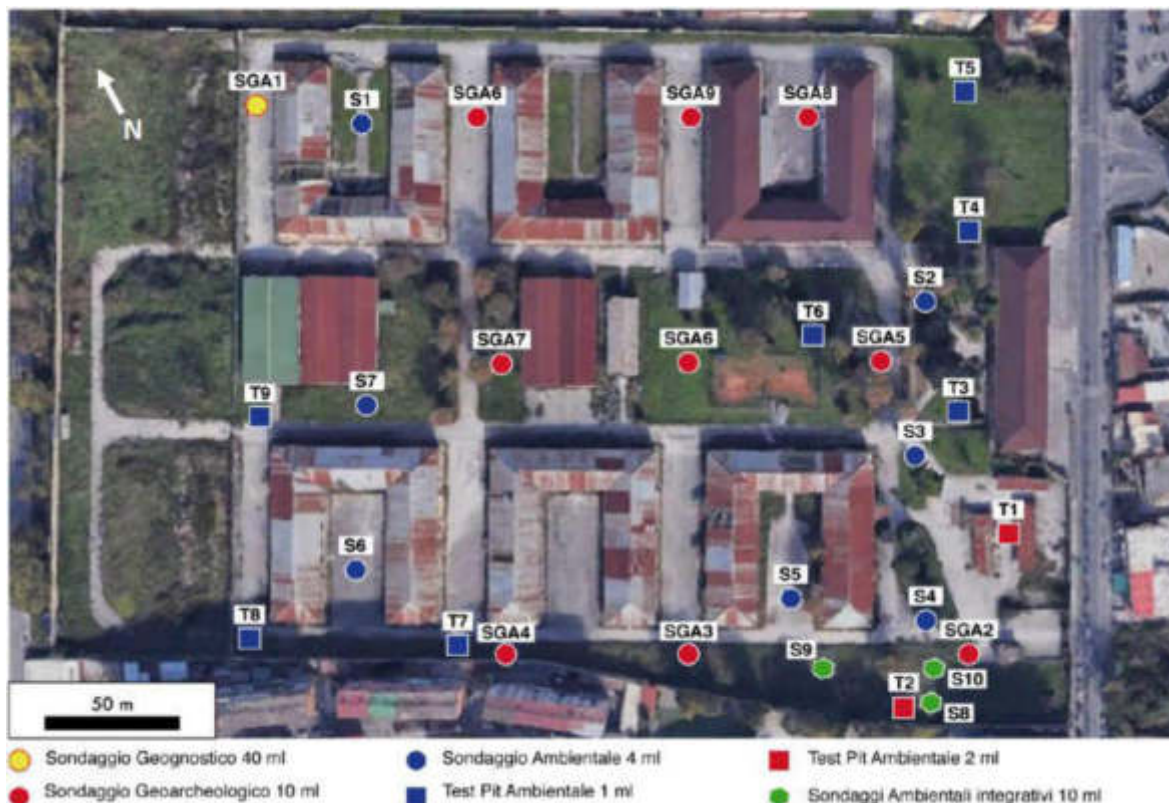 SGA1
S1
SGA6
SGA9
SGA8
T5
N
T4
S2
T6
SGA7
SGA6
SGA5
T9
S7
T3
S3
T1
S6
S5
S4
T8
T7
SGA4
SGA3
S9
SGA2
S10
T2
S8
50 m
Sondaggio Geognostico 40 ml
Sondaggio Ambientale 4 ml
Test Pit Ambientale 2 ml
Sondaggio Geoarcheologico 10 ml
Test Pit Ambientale 1 ml
Sondaggi Ambientali integrativi 10 ml